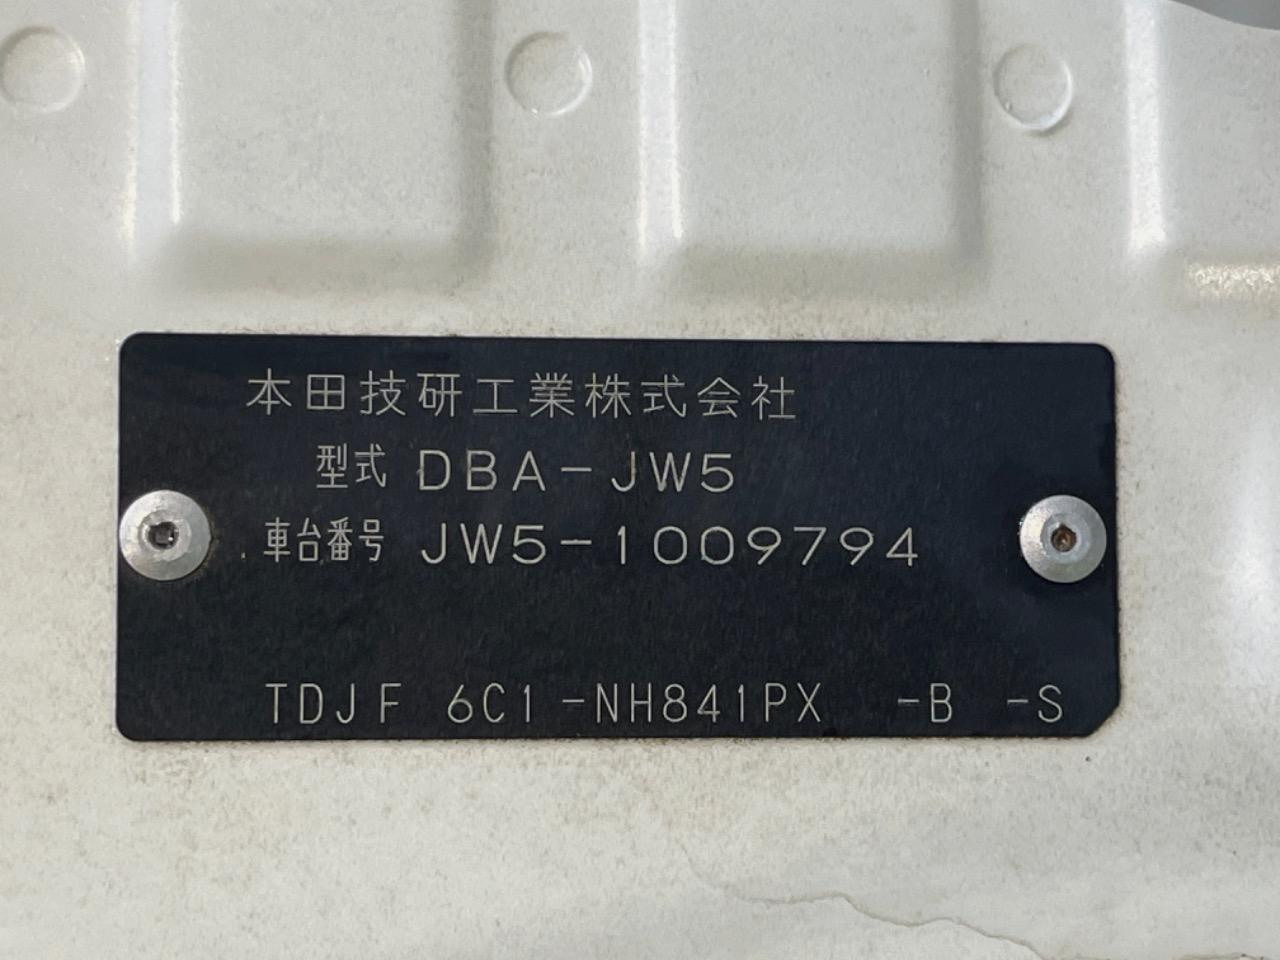 本田技研工業株式会社
型式 DBA-JW5
車台番号 JW5-1009794
TDJF 6C1-NH841PX -B -S